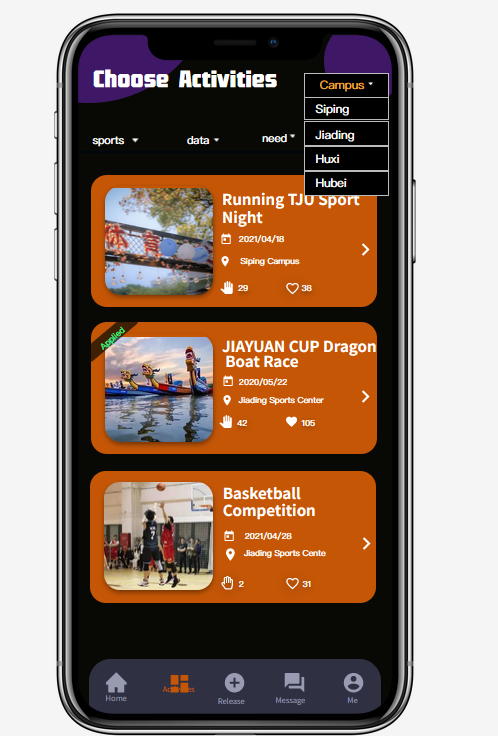 Choose Activities
Campus
Siping
Jiading
Huxi
Hubei
sports
data
need
体育
Running TJU Sport
Night
2021/04/18
Siping Campus
29
38
Applied
JIAYUAN CUP Dragon
Boat Race
2020/05/22
Jiading Sports Center
42
105
Basketball
Competition
2021/04/28
Jiading Sports Cente
2
31
Home
Activities
Release
Message
Me